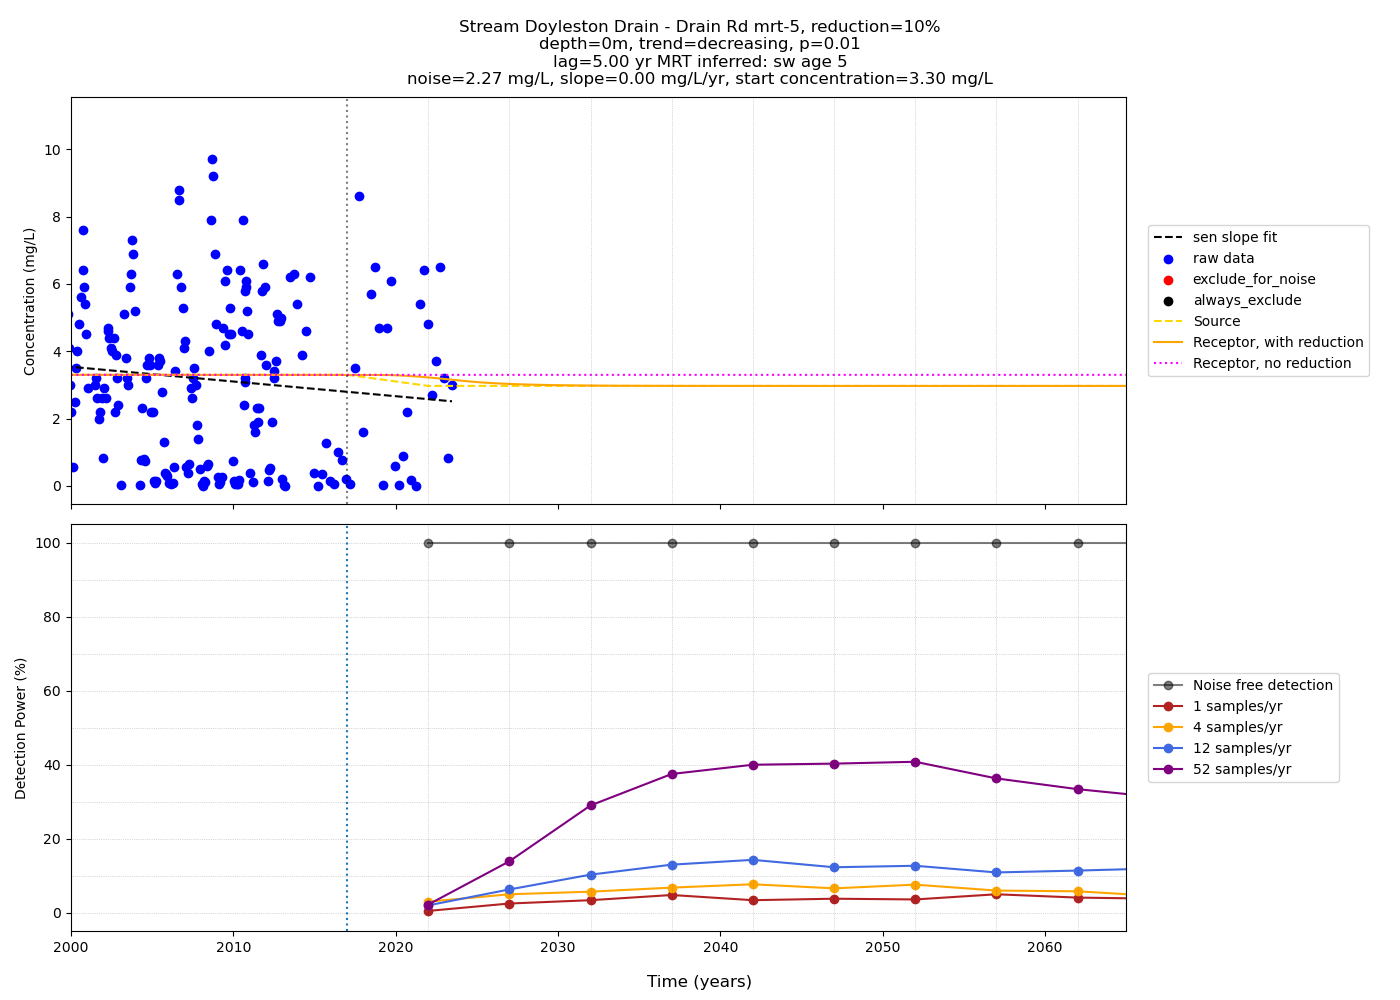 Stream Doyleston Drain - Drain Rd mrt-5, reduction=10%
depth=0m, trend=decreasing, p=0.01
lag=5.00 yr MRT inferred: sw age 5
noise=2.27 mg/L, slope=0.00 mg/L/yr, start concentration=3.30 mg/L
Concentration (mg/L)
10
8
6
4
2
0
sen slope fit
raw data
exclude_for_noise
always_exclude
Source
Receptor, with reduction
Receptor, no reduction
Detection Power (%)
100
80
60
40
20
0
Noise free detection
1 samples/yr
4 samples/yr
12 samples/yr
52 samples/yr
2000 2010 2020 2030 2040 2050 2060
Time (years)